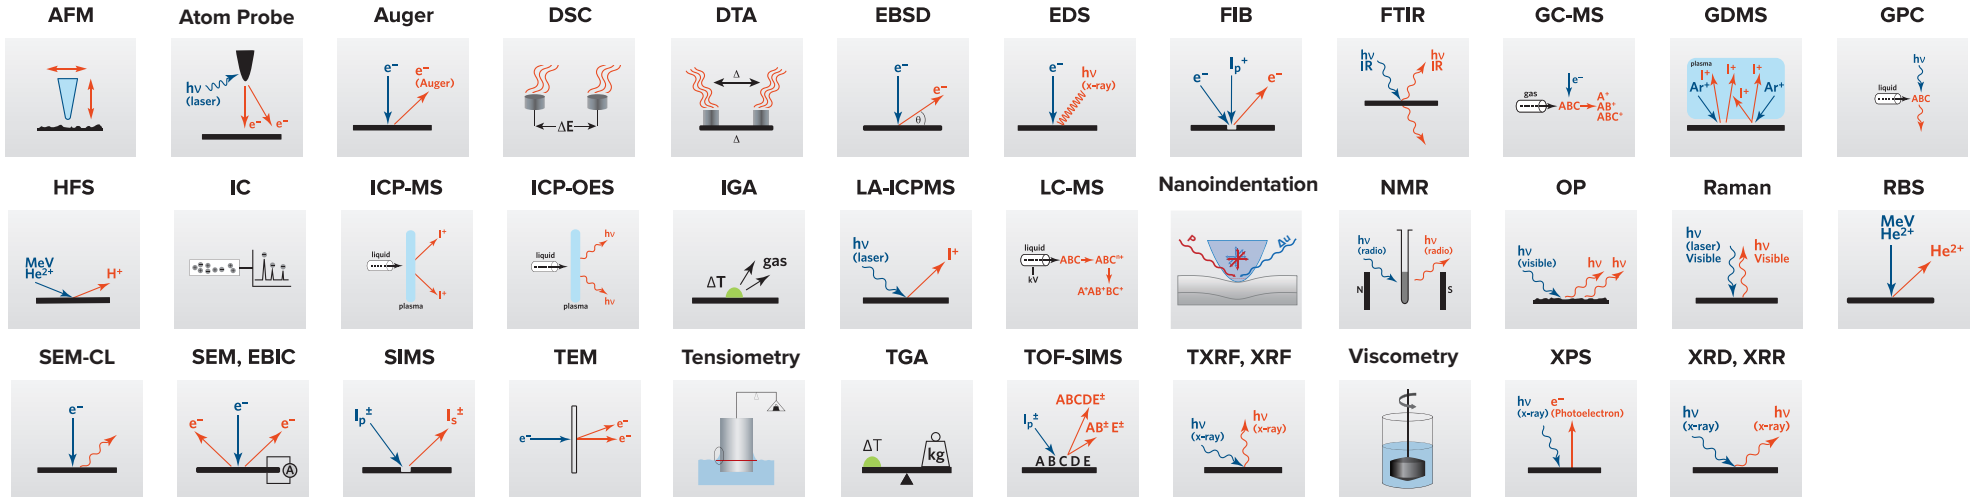 AFM
Atom Probe
Auger
DSC
DTA
EBSD
EDS
FIB
FTIR
GC-MS
GDMS
GPC
hν
(laser)
e⁻ e⁻
e⁻
e⁻
(Auger)
ΔE
Δ
Δ
e⁻
e⁻
θ
e⁻
hν
(x-ray)
e⁻
Iₚ⁺
e⁻
hν
IR
hν
IR
hν
IR
e⁻
gas
ABC
A⁺
AB⁺
ABC⁺
plasma
I⁺ I⁺ I⁺
Ar⁺ I⁺ Ar⁺
hν
liquid
ABC
HFS
IC
ICP-MS
ICP-OES
IGA
LA-ICPMS
LC-MS
Nanoindentation
NMR
OP
Raman
RBS
MeV
He²⁺
H⁺
liquid
I⁺
I⁺
plasma
liquid
hν
hν
plasma
ΔT
gas
hν
(laser)
I⁺
liquid
kV
ABC
ABCⁿ⁺
A⁺AB⁺BC⁺
P
Δu
hν
(radio)
hν
(radio)
N
S
hν
(visible)
hν hν
hν
(laser)
Visible
hν
Visible
MeV
He²⁺
He²⁺
SEM-CL
SEM, EBIC
SIMS
TEM
Tensiometry
TGA
TOF-SIMS
TXRF, XRF
Viscometry
XPS
XRD, XRR
e⁻
e⁻
e⁻
e⁻
A
Iₚ±
Iₛ±
e⁻
e⁻
e⁻
ΔT
kg
ABCDE±
Iₚ±
AB± E±
A B C D E
hν
(x-ray)
hν
(x-ray)
hν
(x-ray)
e⁻
(Photoelectron)
hν
(x-ray)
hν
(x-ray)